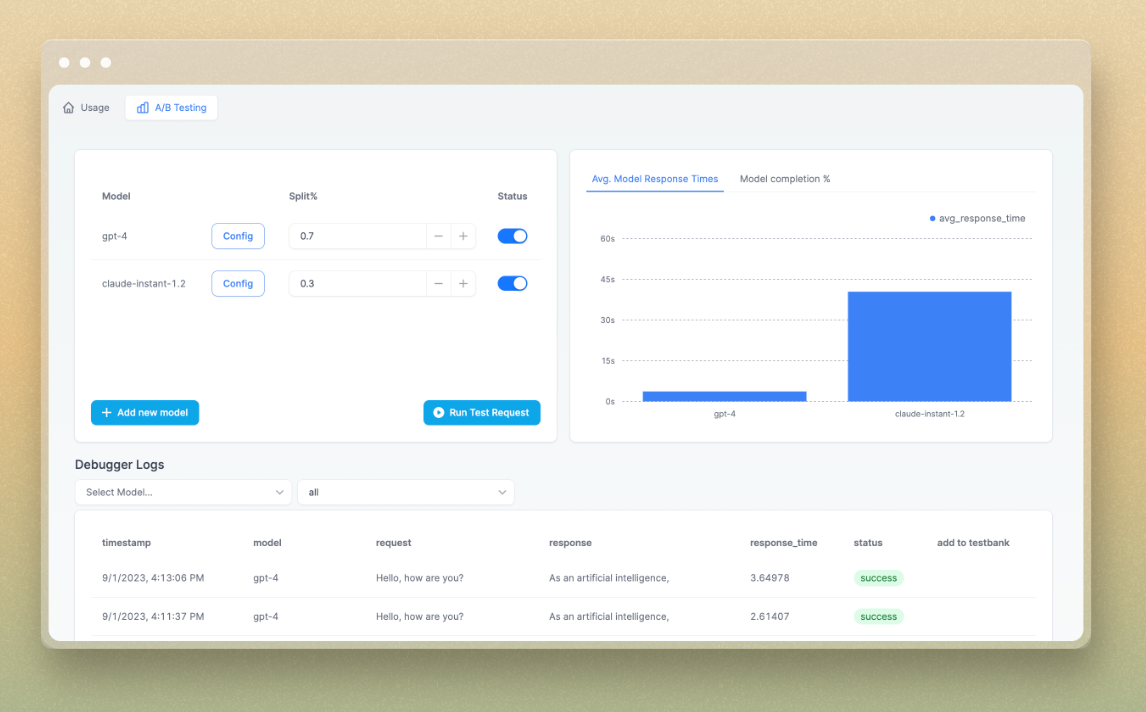 Usage A/B Testing
Model Split% Status
gpt-4 Config 0.7
claude-instant-1.2 Config 0.3
Add new model Run Test Request
Avg. Model Response Times Model completion %
avg_response_time
60s
45s
30s
15s
0s
gpt-4 claude-instant-1.2
Debugger Logs
Select Model... all
timestamp model request response response_time status add to testbank
9/1/2023, 4:13:06 PM gpt-4 Hello, how are you? As an artificial intelligence, 3.64978 success
9/1/2023, 4:11:37 PM gpt-4 Hello, how are you? As an artificial intelligence, 2.61407 success